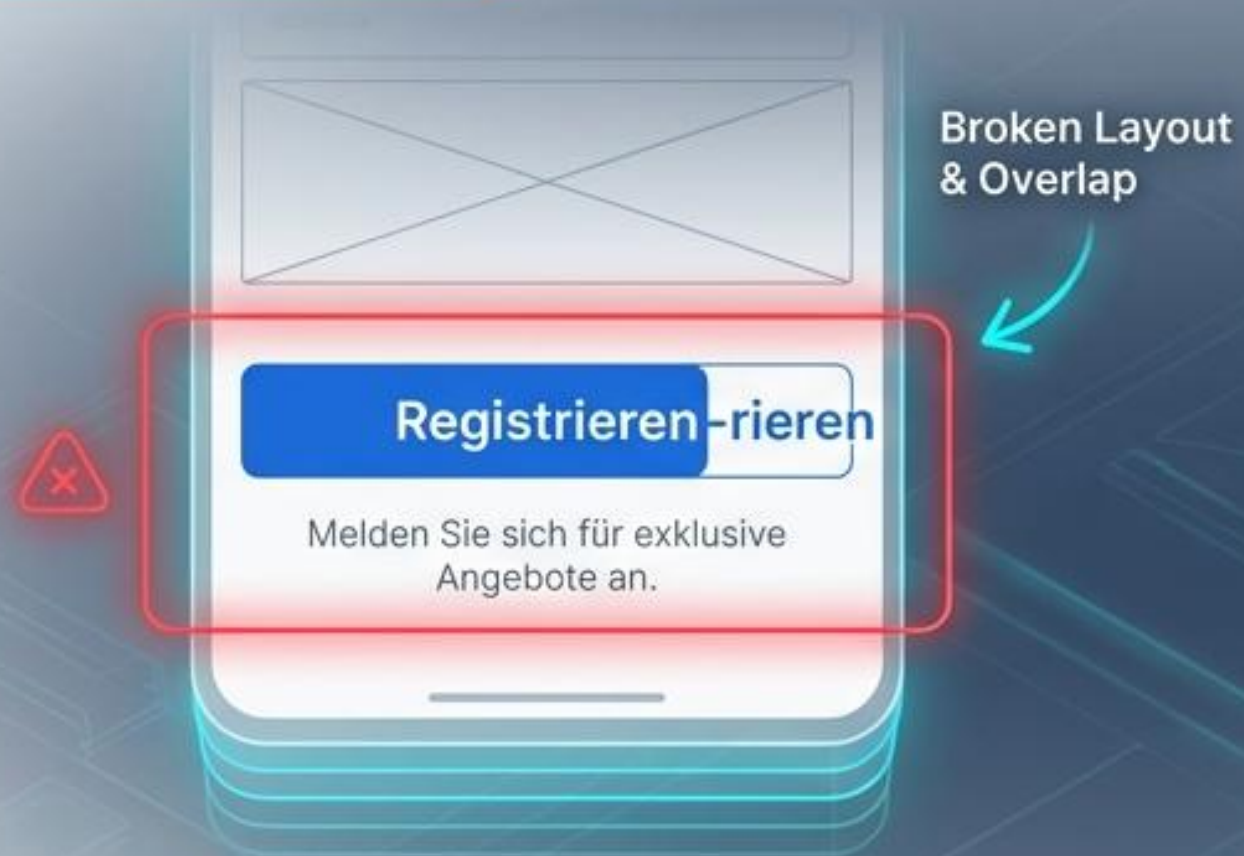 Broken Layout
& Overlap
Registrieren-rieren
Melden Sie sich für exklusive
Angebote an.